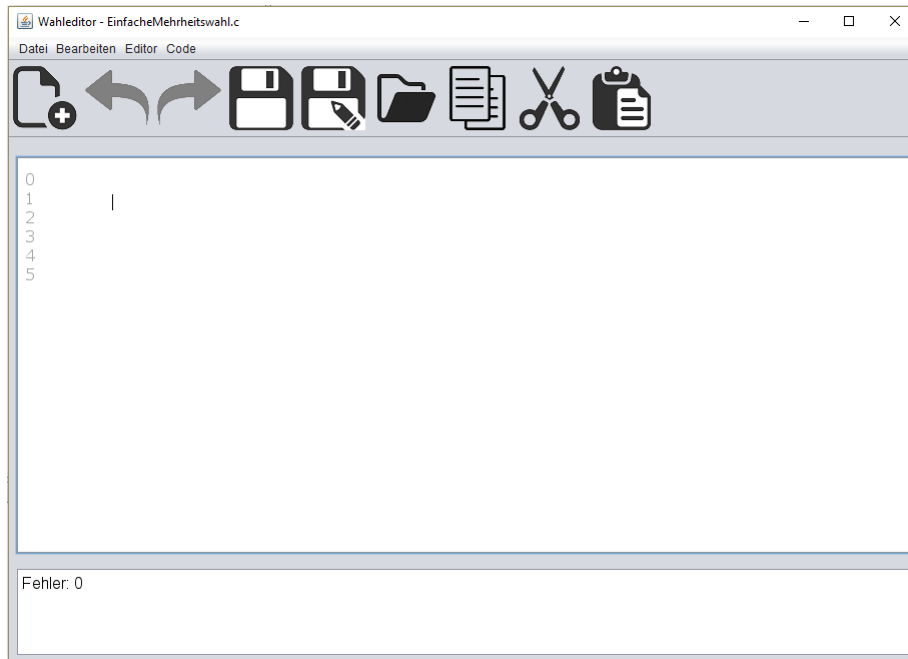 Wahleditor - EinfacheMehrheitswahl.c
Datei Bearbeiten Editor Code
0
1
2
3
4
5
Fehler: 0